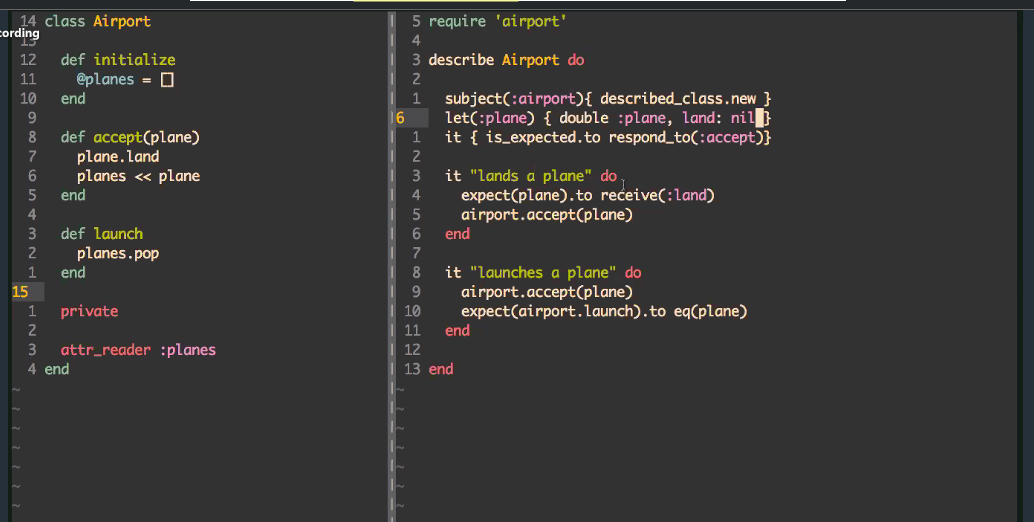 cording
14 class Airport
13
12   def initialize
11     @planes = []
10   end
9
8   def accept(plane)
7     plane.land
6     planes << plane
5   end
4
3   def launch
2     planes.pop
1   end
15
1   private
2
3   attr_reader :planes
4 end
~
~
~
~
~
~
~
5 require 'airport'
4
3 describe Airport do
2
1   subject(:airport){ described_class.new }
6   let(:plane) { double :plane, land: nil }
1   it { is_expected.to respond_to(:accept)}
2
3   it "lands a plane" do
4     expect(plane).to receive(:land)
5     airport.accept(plane)
6   end
7
8   it "launches a plane" do
9     airport.accept(plane)
10     expect(airport.launch).to eq(plane)
11   end
12
13 end
~
~
~
~
~
~
~